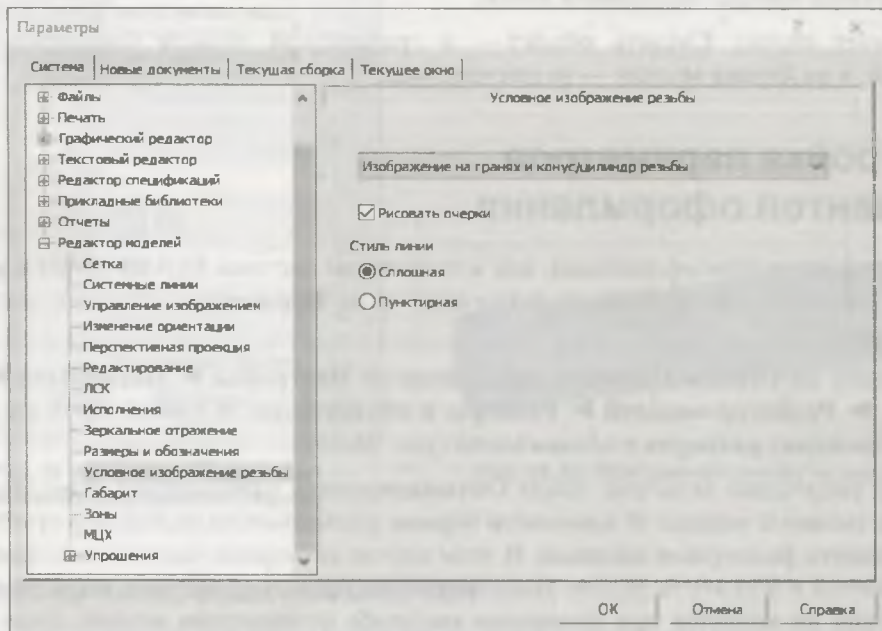 Параметры
? ×
Система Новые документы Текущая сборка Текущее окно
Файлы
Печать
Графический редактор
Текстовый редактор
Редактор спецификаций
Прикладные библиотеки
Отчеты
Редактор моделей
Сетка
Системные линии
Управление изображением
Изменение ориентации
Перспективная проекция
Редактирование
ЛСК
Исполнения
Зеркальное отражение
Размеры и обозначения
Условное изображение резьбы
Габарит
Зоны
МЦХ
Упрощения
Условное изображение резьбы
Изображение на гранях и конус/цилиндр резьбы
Рисовать очерки
Стиль линии
Сплошная
Пунктирная
ОК Отмена Справка